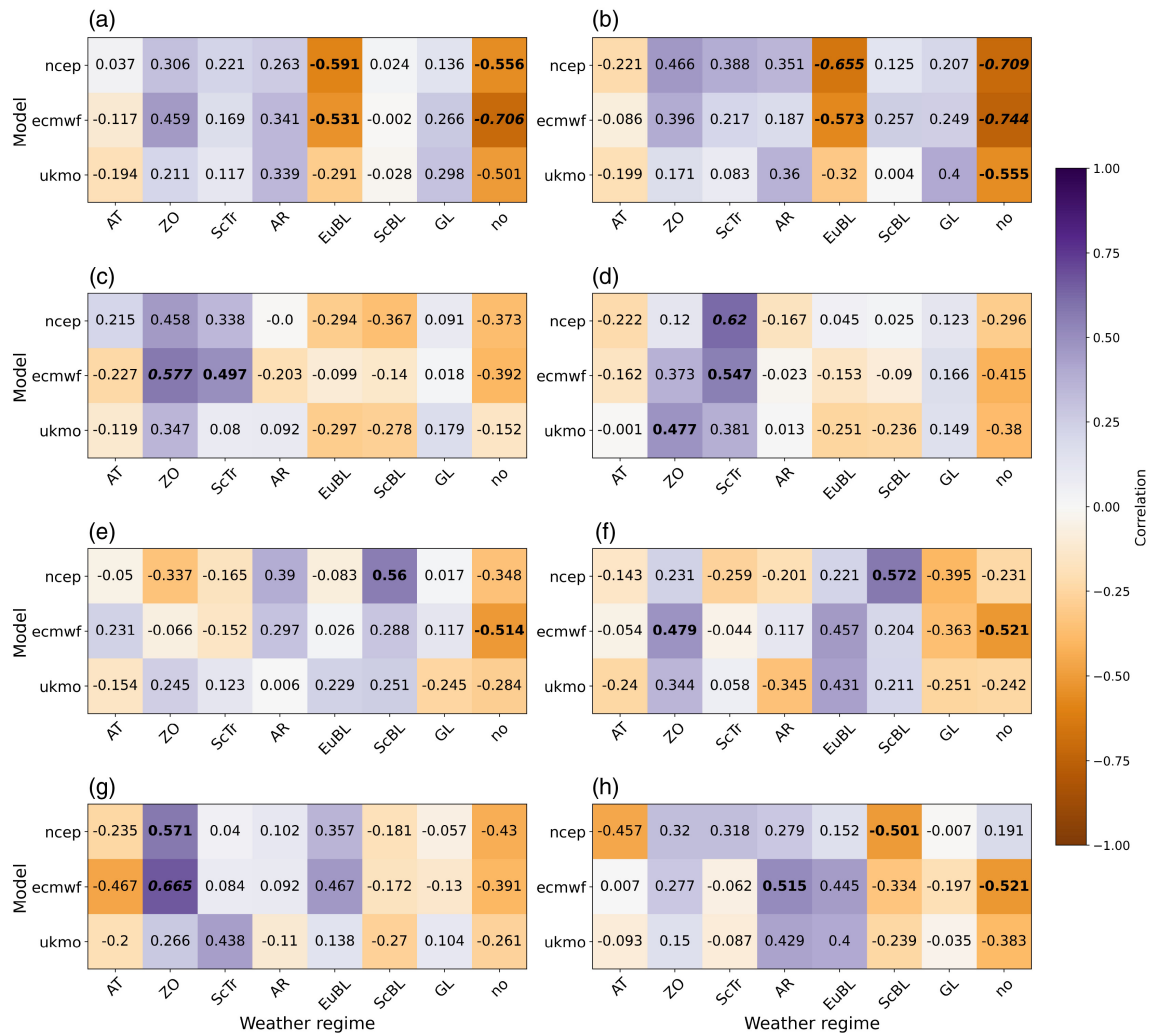 (a)
(b)
Model
ncep 0.037 0.306 0.221 0.263 -0.591 0.024 0.136 -0.556
ecmwf -0.117 0.459 0.169 0.341 -0.531 -0.002 0.266 -0.706
ukmo -0.194 0.211 0.117 0.339 -0.291 -0.028 0.298 -0.501
AT ZO ScTr AR EuBL ScBL GL no
ncep -0.221 0.466 0.388 0.351 -0.655 0.125 0.207 -0.709
ecmwf -0.086 0.396 0.217 0.187 -0.573 0.257 0.249 -0.744
ukmo -0.199 0.171 0.083 0.36 -0.32 0.004 0.4 -0.555
AT ZO ScTr AR EuBL ScBL GL no
(c)
(d)
Model
ncep 0.215 0.458 0.338 -0.0 -0.294 -0.367 0.091 -0.373
ecmwf -0.227 0.577 0.497 -0.203 -0.099 -0.14 0.018 -0.392
ukmo -0.119 0.347 0.08 0.092 -0.297 -0.278 0.179 -0.152
AT ZO ScTr AR EuBL ScBL GL no
ncep -0.222 0.12 0.62 -0.167 0.045 0.025 0.123 -0.296
ecmwf -0.162 0.373 0.547 -0.023 -0.153 -0.09 0.166 -0.415
ukmo -0.001 0.477 0.381 0.013 -0.251 -0.236 0.149 -0.38
AT ZO ScTr AR EuBL ScBL GL no
(e)
(f)
Model
ncep -0.05 -0.337 -0.165 0.39 -0.083 0.56 0.017 -0.348
ecmwf 0.231 -0.066 -0.152 0.297 0.026 0.288 0.117 -0.514
ukmo -0.154 0.245 0.123 0.006 0.229 0.251 -0.245 -0.284
AT ZO ScTr AR EuBL ScBL GL no
ncep -0.143 0.231 -0.259 -0.201 0.221 0.572 -0.395 -0.231
ecmwf -0.054 0.479 -0.044 0.117 0.457 0.204 -0.363 -0.521
ukmo -0.24 0.344 0.058 -0.345 0.431 0.211 -0.251 -0.242
AT ZO ScTr AR EuBL ScBL GL no
(g)
(h)
Model
ncep -0.235 0.571 0.04 0.102 0.357 -0.181 -0.057 -0.43
ecmwf -0.467 0.665 0.084 0.092 0.467 -0.172 -0.13 -0.391
ukmo -0.2 0.266 0.438 -0.11 0.138 -0.27 0.104 -0.261
AT ZO ScTr AR EuBL ScBL GL no
Weather regime
ncep -0.457 0.32 0.318 0.279 0.152 -0.501 -0.007 0.191
ecmwf 0.007 0.277 -0.062 0.515 0.445 -0.334 -0.197 -0.521
ukmo -0.093 0.15 -0.087 0.429 0.4 -0.239 -0.035 -0.383
AT ZO ScTr AR EuBL ScBL GL no
Weather regime
1.00
0.75
0.50
0.25
0.00
−0.25
−0.50
−0.75
−1.00
Correlation